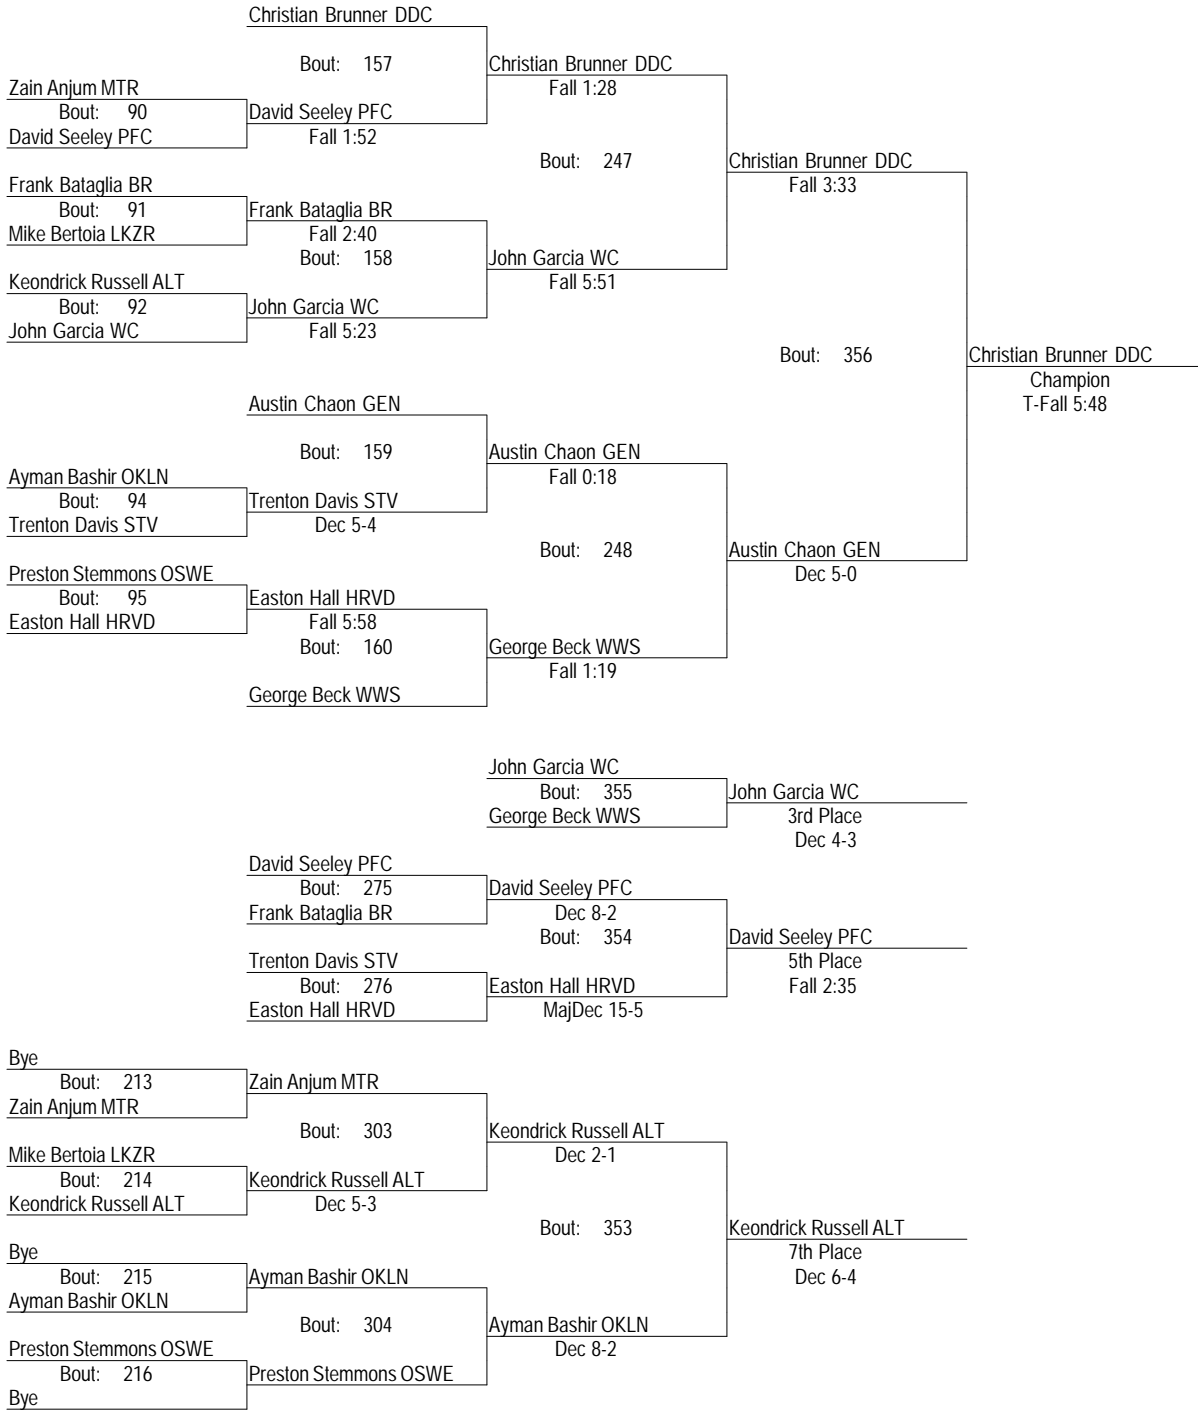 Christian Brunner DDC
Bout: 157
Christian Brunner DDC
Fall 1:28
Zain Anjum MTR
Bout: 90
David Seeley PFC
David Seeley PFC
Fall 1:52
Bout: 247
Christian Brunner DDC
Fall 3:33
Frank Bataglia BR
Bout: 91
Mike Bertoia LKZR
Frank Bataglia BR
Fall 2:40
Bout: 158
John Garcia WC
Fall 5:51
Keondrick Russell ALT
Bout: 92
John Garcia WC
John Garcia WC
Fall 5:23
Bout: 356
Christian Brunner DDC
Champion
T-Fall 5:48
Austin Chaon GEN
Bout: 159
Austin Chaon GEN
Fall 0:18
Ayman Bashir OKLN
Bout: 94
Trenton Davis STV
Trenton Davis STV
Dec 5-4
Bout: 248
Austin Chaon GEN
Dec 5-0
Preston Stemmons OSWE
Bout: 95
Easton Hall HRVD
Easton Hall HRVD
Fall 5:58
Bout: 160
George Beck WWS
Fall 1:19
George Beck WWS
John Garcia WC
Bout: 355
George Beck WWS
John Garcia WC
3rd Place
Dec 4-3
David Seeley PFC
Bout: 275
Frank Bataglia BR
David Seeley PFC
Dec 8-2
Bout: 354
David Seeley PFC
5th Place
Fall 2:35
Trenton Davis STV
Bout: 276
Easton Hall HRVD
Easton Hall HRVD
MajDec 15-5
Bye
Bout: 213
Zain Anjum MTR
Zain Anjum MTR
Bout: 303
Keondrick Russell ALT
Dec 2-1
Mike Bertoia LKZR
Bout: 214
Keondrick Russell ALT
Keondrick Russell ALT
Dec 5-3
Bout: 353
Keondrick Russell ALT
7th Place
Dec 6-4
Bye
Bout: 215
Ayman Bashir OKLN
Ayman Bashir OKLN
Bout: 304
Ayman Bashir OKLN
Dec 8-2
Preston Stemmons OSWE
Bout: 216
Bye
Preston Stemmons OSWE